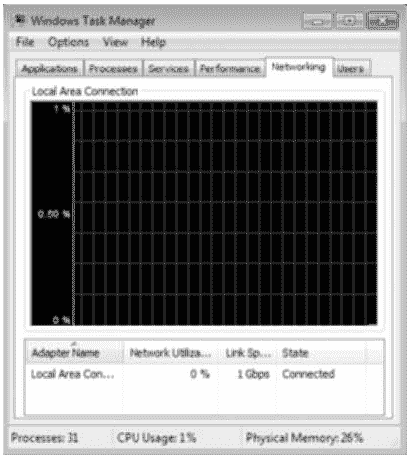 Windows Task Manager
File Options View Help
Applications Processes Services Performance Networking Users
Local Area Connection
1 %
0.50 %
0 %
Adapter Name Network Utiliza... Link Sp... State
Local Area Con... 0 % 1 Gbps Connected
Processes: 31 CPU Usage: 1% Physical Memory: 26%